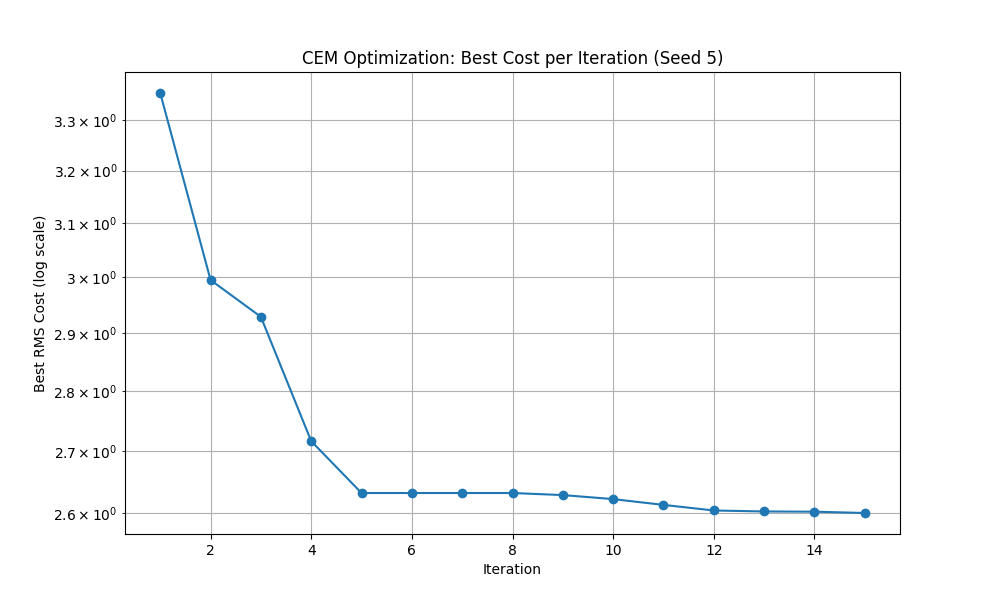 CEM Optimization: Best Cost per Iteration (Seed 5)
Best RMS Cost (log scale)
3.3 × 10⁰
3.2 × 10⁰
3.1 × 10⁰
3 × 10⁰
2.9 × 10⁰
2.8 × 10⁰
2.7 × 10⁰
2.6 × 10⁰
2 4 6 8 10 12 14
Iteration